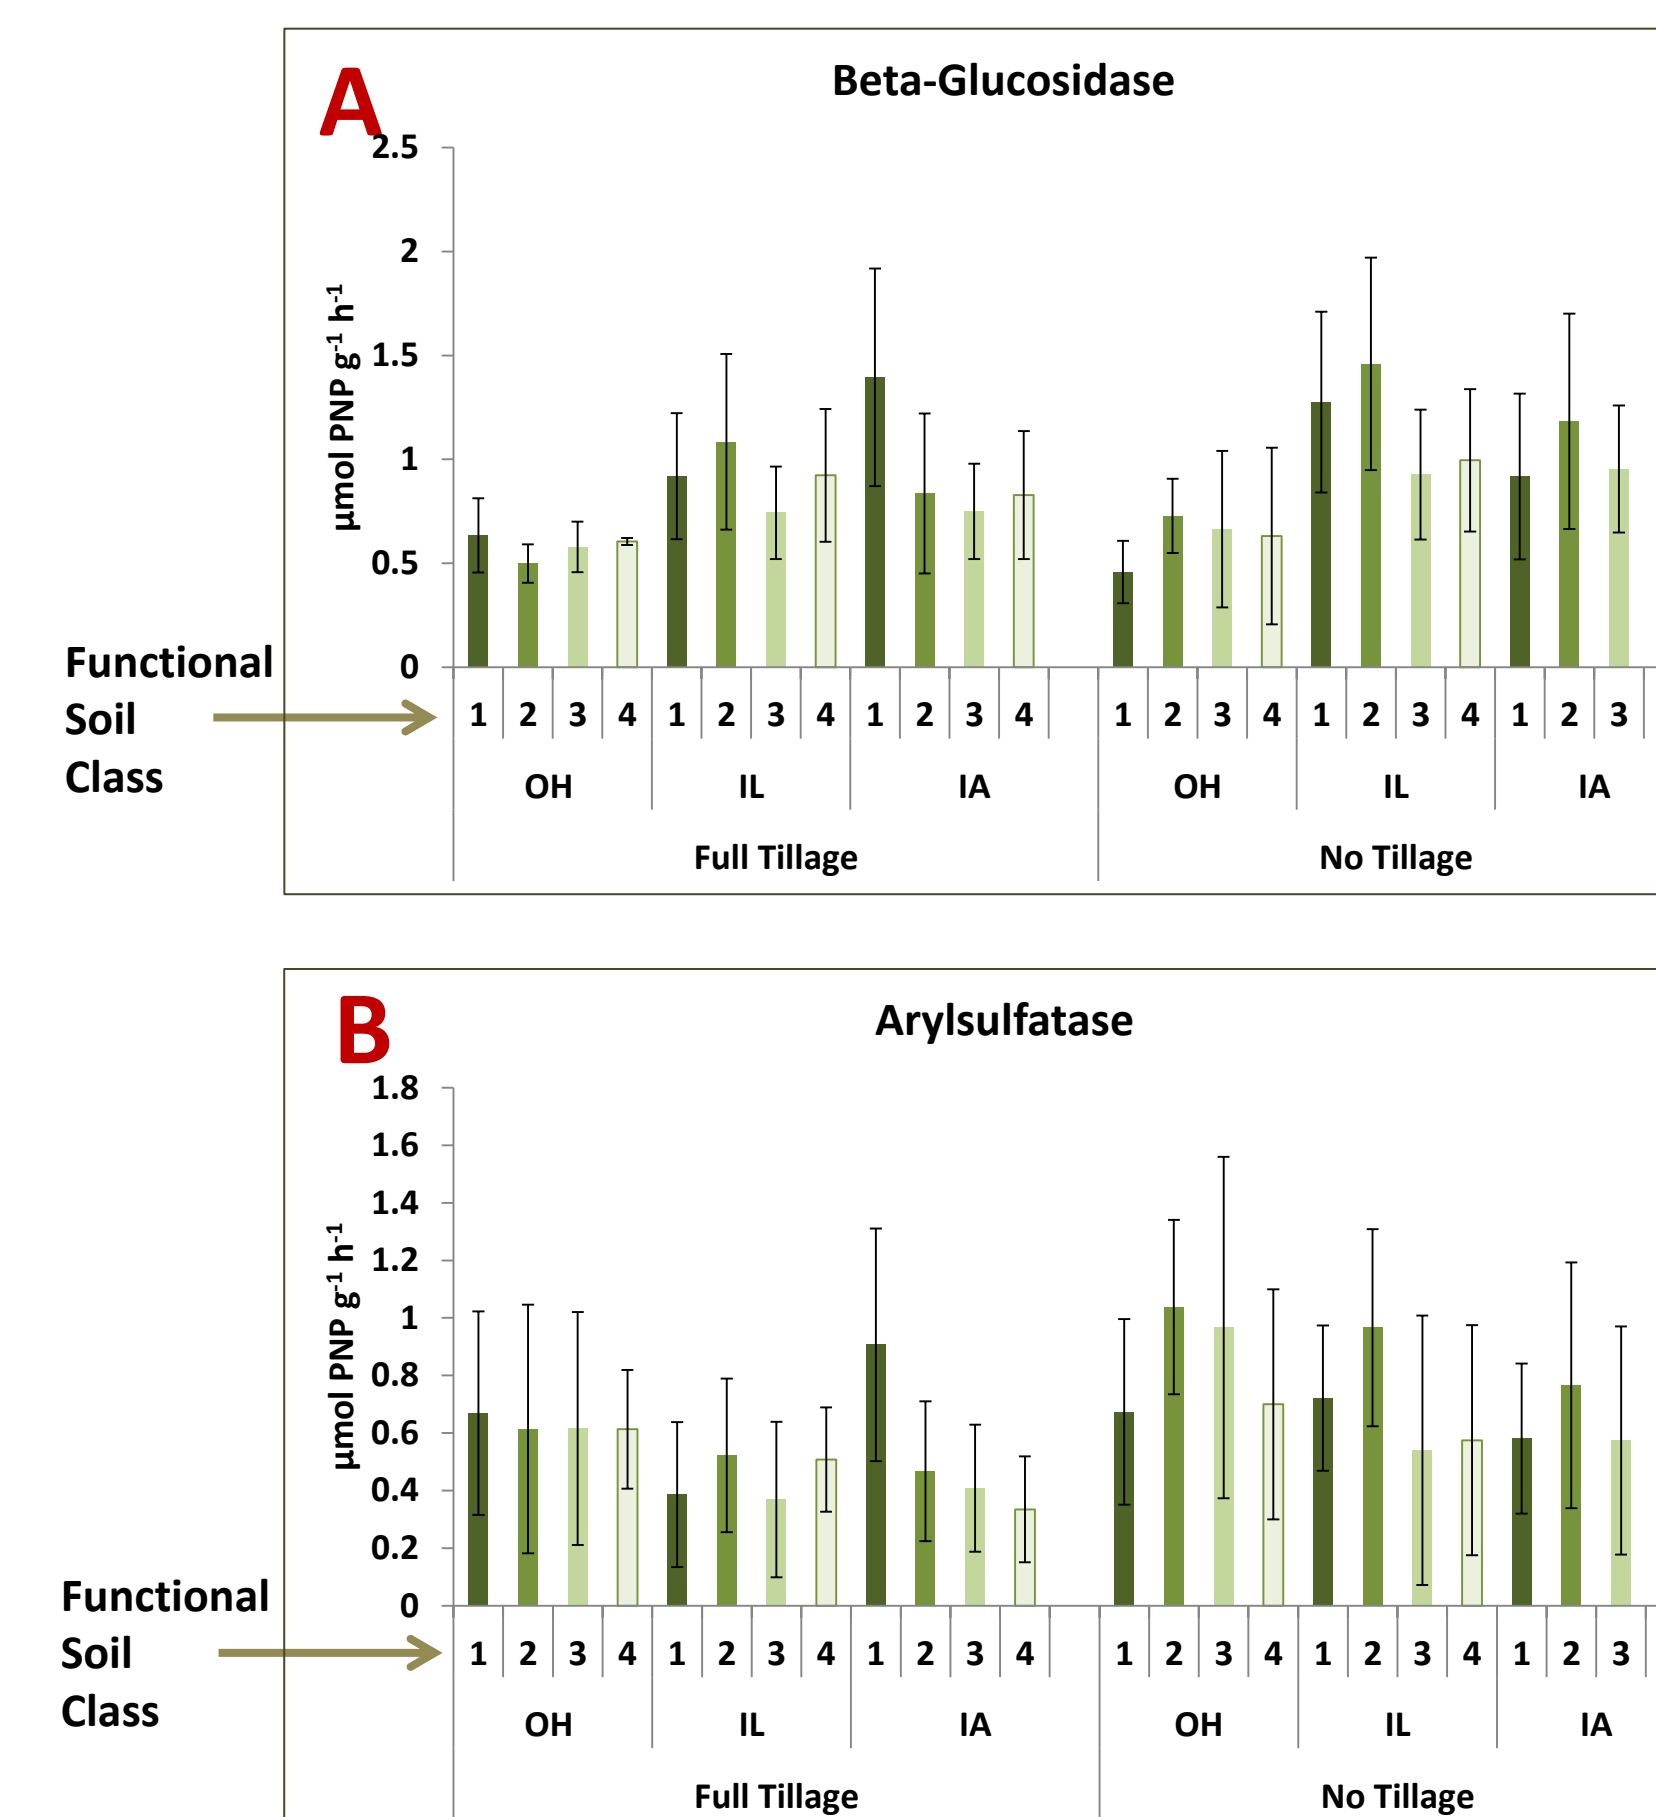 A
Beta-Glucosidase
2.5
2
1.5
1
0.5
0
µmol PNP g⁻¹ h⁻¹
Functional
Soil
Class
1 2 3 4 1 2 3 4 1 2 3 4 1 2 3 4 1 2 3 4 1 2 3
OH IL IA OH IL IA
Full Tillage No Tillage
B
Arylsulfatase
1.8
1.6
1.4
1.2
1
0.8
0.6
0.4
0.2
0
µmol PNP g⁻¹ h⁻¹
Functional
Soil
Class
1 2 3 4 1 2 3 4 1 2 3 4 1 2 3 4 1 2 3 4 1 2 3
OH IL IA OH IL IA
Full Tillage No Tillage